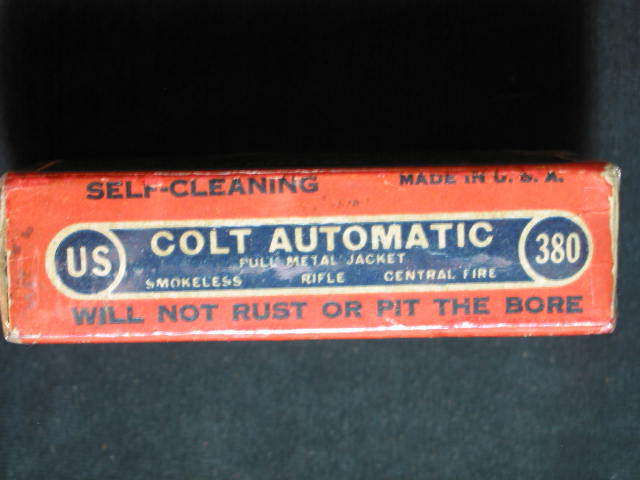 SELF-CLEANING MADE IN U. S. A.
US COLT AUTOMATIC 380
FULL METAL JACKET
SMOKELESS RIFLE CENTRAL FIRE
WILL NOT RUST OR PIT THE BORE